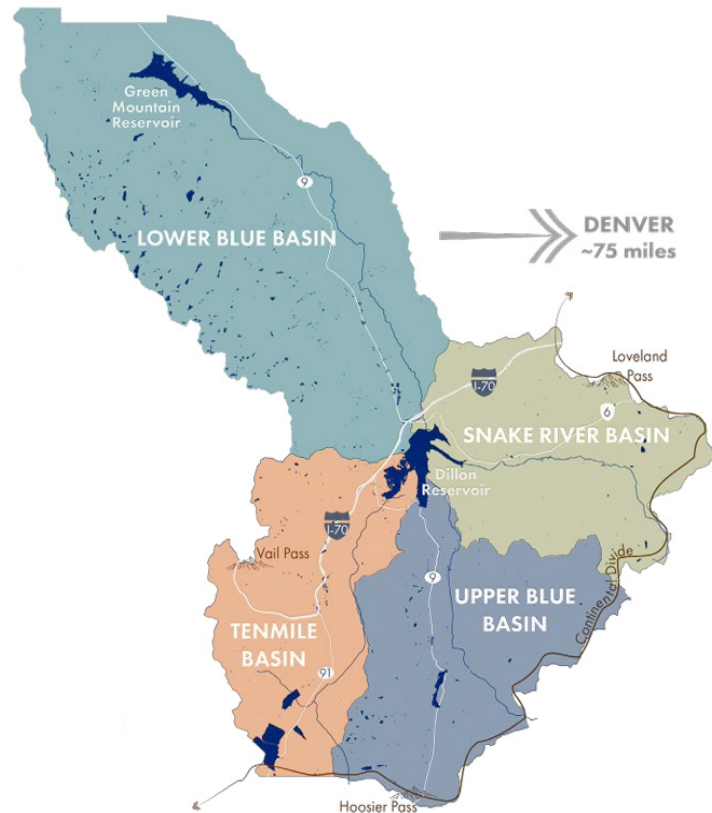 Green
Mountain
Reservoir
9
LOWER BLUE BASIN
DENVER
~75 miles
Loveland
Pass
I-70
6
SNAKE RIVER BASIN
Dillon
Reservoir
I-70
Vail Pass
9
Continental Divide
UPPER BLUE
BASIN
TENMILE
BASIN
91
Hoosier Pass